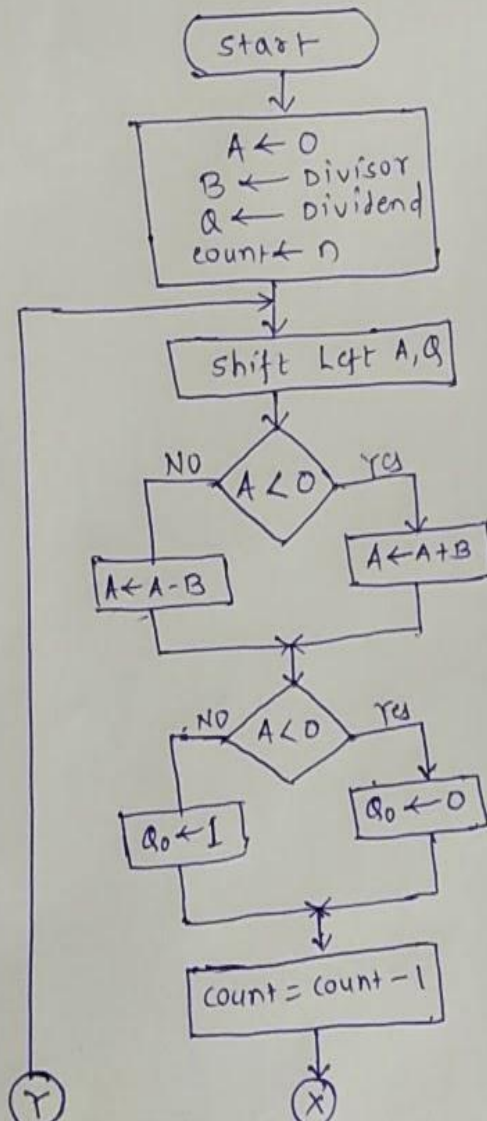 Start
A ← 0
B ← Divisor
Q ← Dividend
count ← n
Shift Left A, Q
NO
A < 0
Yes
A ← A - B
A ← A + B
NO
A < 0
Yes
Q0 ← 1
Q0 ← 0
count = count - 1
Y
X